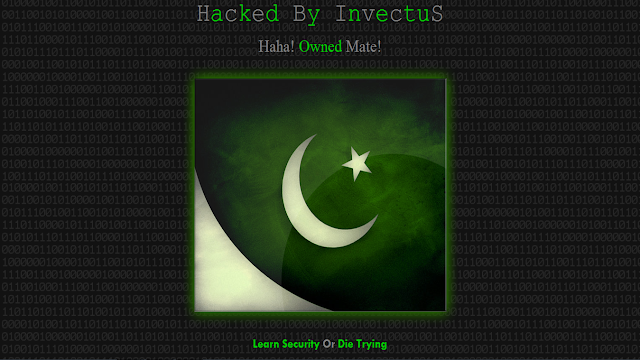 Hacked By InvectuS
Haha! Owned Mate!
Learn Security Or Die Trying